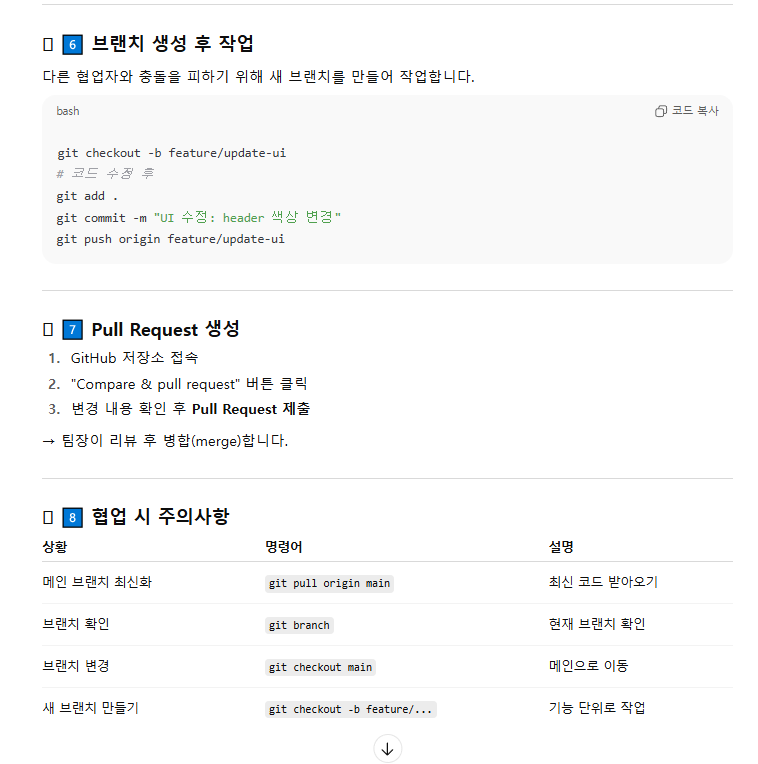 6 브랜치 생성 후 작업
다른 협업자와 충돌을 피하기 위해 새 브랜치를 만들어 작업합니다.
bash 코드 복사
git checkout -b feature/update-ui
# 코드 수정 후
git add .
git commit -m "UI 수정: header 색상 변경"
git push origin feature/update-ui
7 Pull Request 생성
1. GitHub 저장소 접속
2. "Compare & pull request" 버튼 클릭
3. 변경 내용 확인 후 Pull Request 제출
→ 팀장이 리뷰 후 병합(merge)합니다.
8 협업 시 주의사항
상황 명령어 설명
메인 브랜치 최신화 git pull origin main 최신 코드 받아오기
브랜치 확인 git branch 현재 브랜치 확인
브랜치 변경 git checkout main 메인으로 이동
새 브랜치 만들기 git checkout -b feature/... 기능 단위로 작업